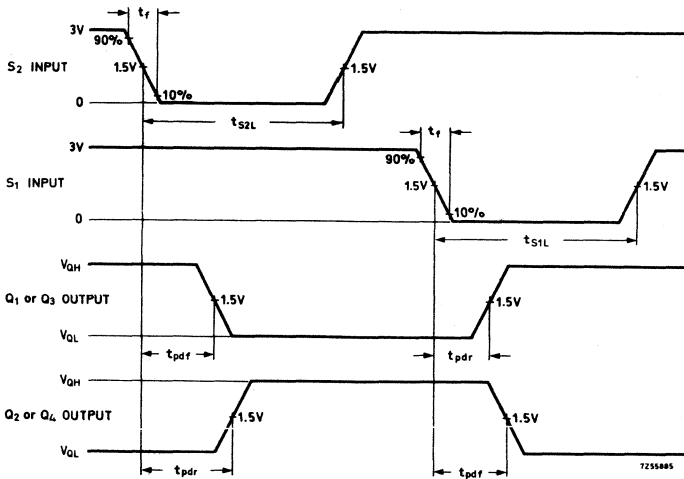 t_f
3V
90%
S₂ INPUT
1.5V
1.5V
10%
0
t_S2L
3V
t_f
90%
S₁ INPUT
1.5V
1.5V
10%
0
t_S1L
V_QH
Q₁ or Q₃ OUTPUT
1.5V
1.5V
V_QL
t_pdf
t_pdr
V_QH
Q₂ or Q₄ OUTPUT
1.5V
1.5V
V_QL
t_pdr
t_pdf
7Z55885